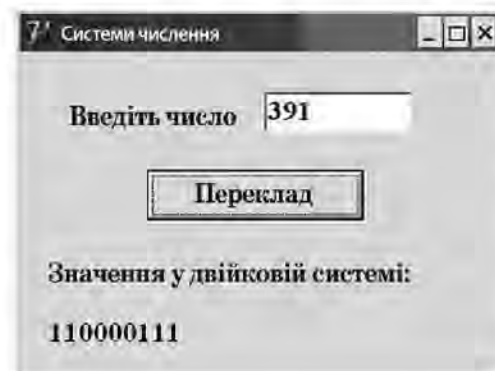 Системи числення
Введіть число 391
Переклад
Значення у двійковій системі:
110000111